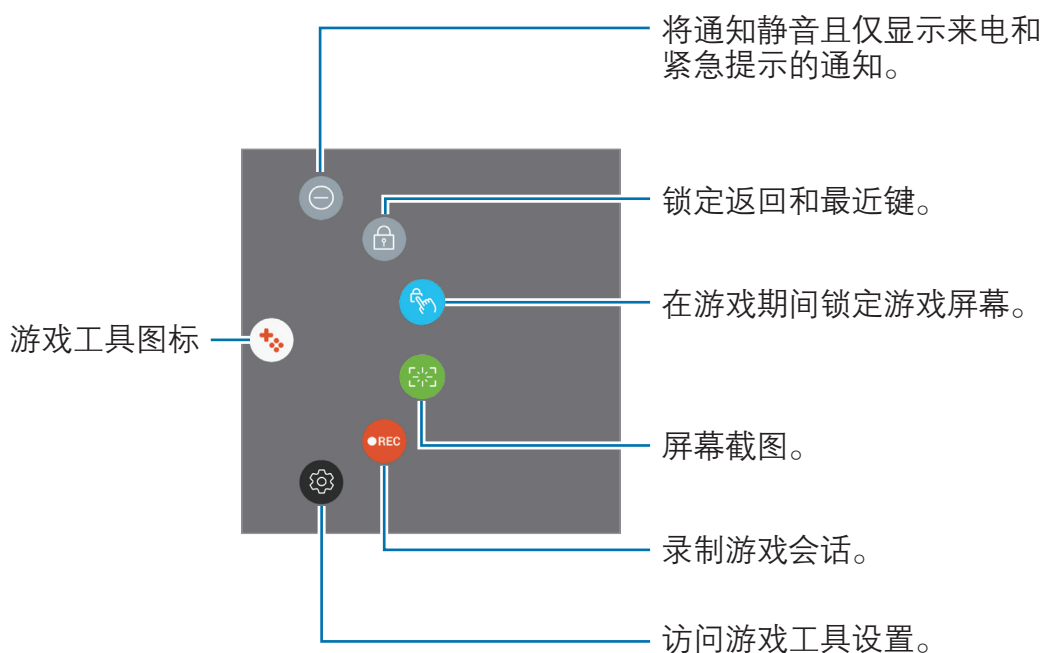 将通知静音且仅显示来电和
紧急提示的通知。
锁定返回和最近键。
在游戏期间锁定游戏屏幕。
游戏工具图标
屏幕截图。
REC
录制游戏会话。
访问游戏工具设置。